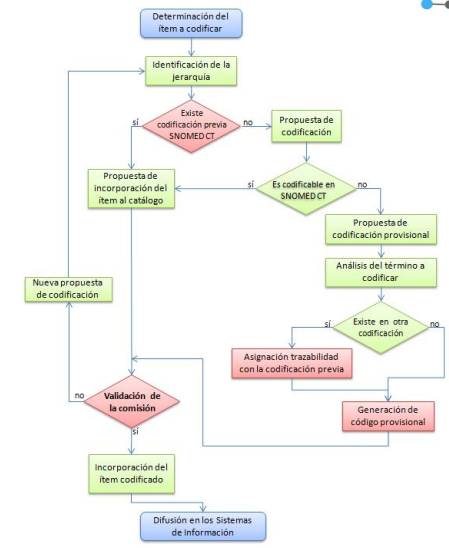 Determinación del
ítem a codificar
Identificación de la
jerarquía
Existe
codificación previa
SNOMED CT
sí
no
Propuesta de
codificación
Propuesta de
incorporación del
ítem al catálogo
sí
Es codificable en
SNOMED CT
no
Propuesta de
codificación provisional
Análisis del término a
codificar
Nueva propuesta
de codificación
sí
Existe en otra
codificación
no
Asignación trazabilidad
con la codificación previa
no
Validación de
la comisión
sí
Generación de
código provisional
Incorporación del
ítem codificado
Difusión en los Sistemas
de Información